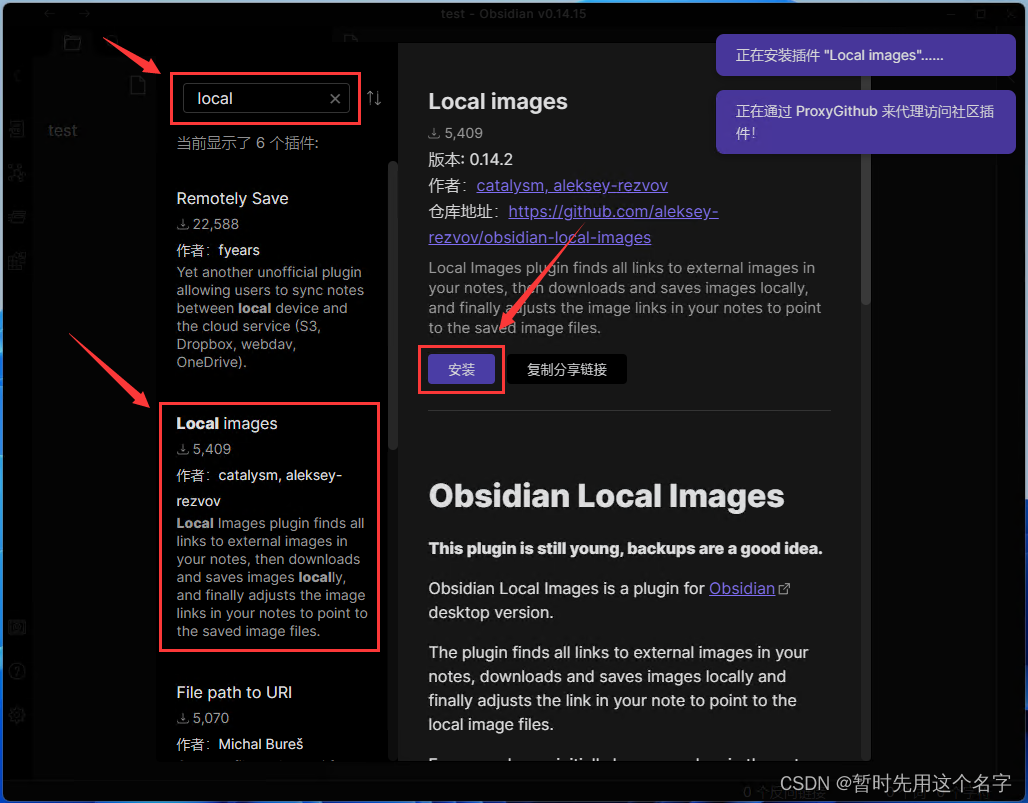 test - Obsidian v0.14.15
test
local
当前显示了 6 个插件:
Remotely Save
22,588
作者： fyears
Yet another unofficial plugin
allowing users to sync notes
between local device and
the cloud service (S3,
Dropbox, webdav,
OneDrive).
Local images
5,409
作者： catalysm, aleksey-
rezvov
Local Images plugin finds all
links to external images in
your notes, then downloads
and saves images locally,
and finally adjusts the image
links in your notes to point to
the saved image files.
File path to URI
5,070
作者： Michal Bureš
Local images
5,409
版本: 0.14.2
作者： catalysm, aleksey-rezvov
仓库地址： https://github.com/aleksey-
rezvov/obsidian-local-images
Local Images plugin finds all links to external images in
your notes, then downloads and saves images locally,
and finally adjusts the image links in your notes to point
to the saved image files.
安装
复制分享链接
Obsidian Local Images
This plugin is still young, backups are a good idea.
Obsidian Local Images is a plugin for Obsidian
desktop version.
The plugin finds all links to external images in your
notes, downloads and saves images locally and
finally adjusts the link in your note to point to the
local image files.
正在安装插件 "Local images"......
正在通过 ProxyGithub 来代理访问社区插
件！
CSDN @暂时先用这个名字